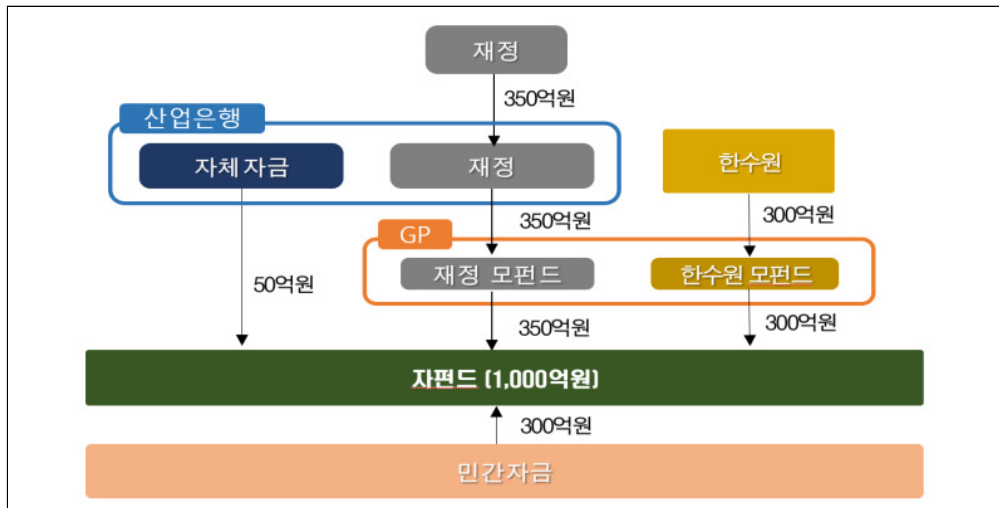 재정
350억원
산업은행
자체자금
재정
한수원
350억원
300억원
GP
재정 모펀드
한수원 모펀드
50억원
350억원
300억원
자펀드 (1,000억원)
300억원
민간자금